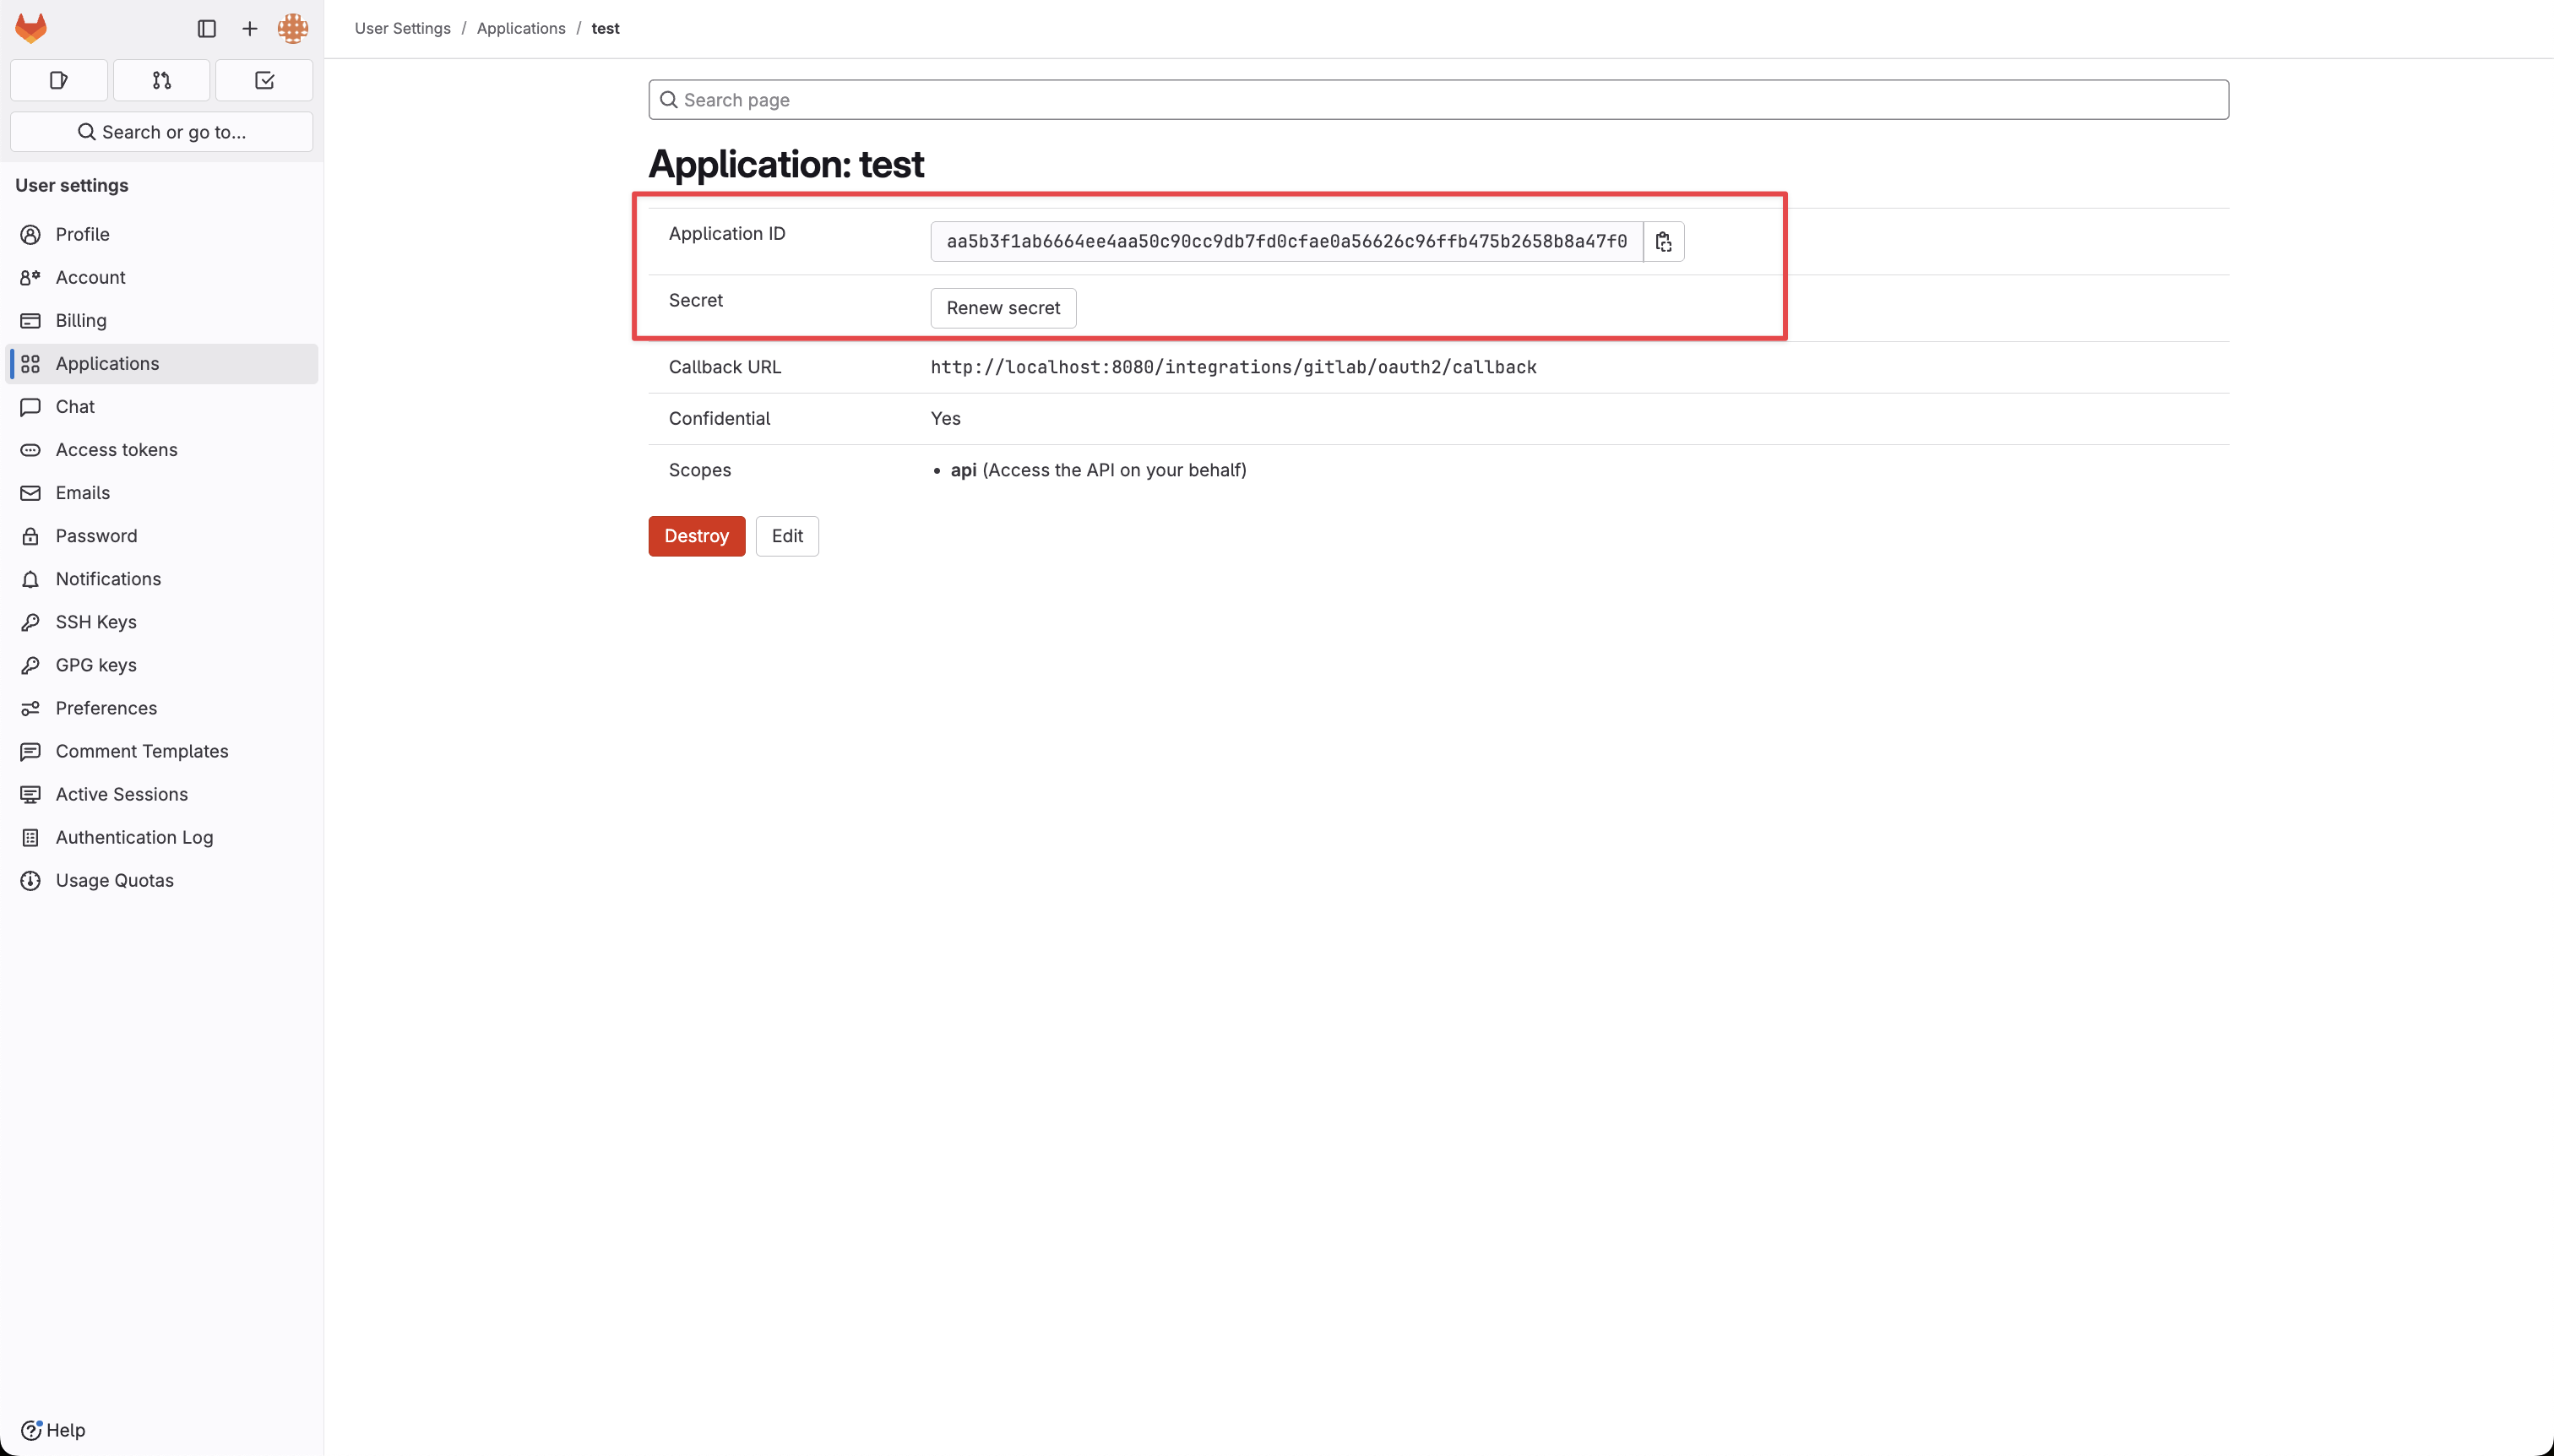 User Settings / Applications / test
Search or go to...
User settings
Profile
Account
Billing
Applications
Chat
Access tokens
Emails
Password
Notifications
SSH Keys
GPG keys
Preferences
Comment Templates
Active Sessions
Authentication Log
Usage Quotas
Help
Search page
Application: test
Application ID aa5b3f1ab6664ee4aa50c90cc9db7fd0cfae0a56626c96ffb475b2658b8a47f0
Secret Renew secret
Callback URL http://localhost:8080/integrations/gitlab/oauth2/callback
Confidential Yes
Scopes • api (Access the API on your behalf)
Destroy Edit